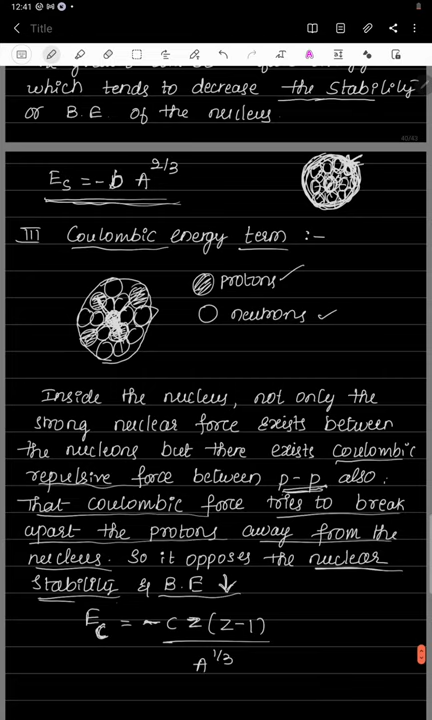 12:41
Title
which tends to decrease the stability
or B.E. of the nucleus.
40/43
Es = -b A^2/3
III Coulombic energy term :-
protons ✓
neutrons ✓
Inside the nucleus, not only the
strong nuclear force exists between
the nucleons but there exists coulombic
repulsive force between p-p also.
That coulombic force tries to break
apart the protons away from the
nucleus. So it opposes the nuclear
stability & B.E ↓
Ec = - c z(z-1)
A^1/3